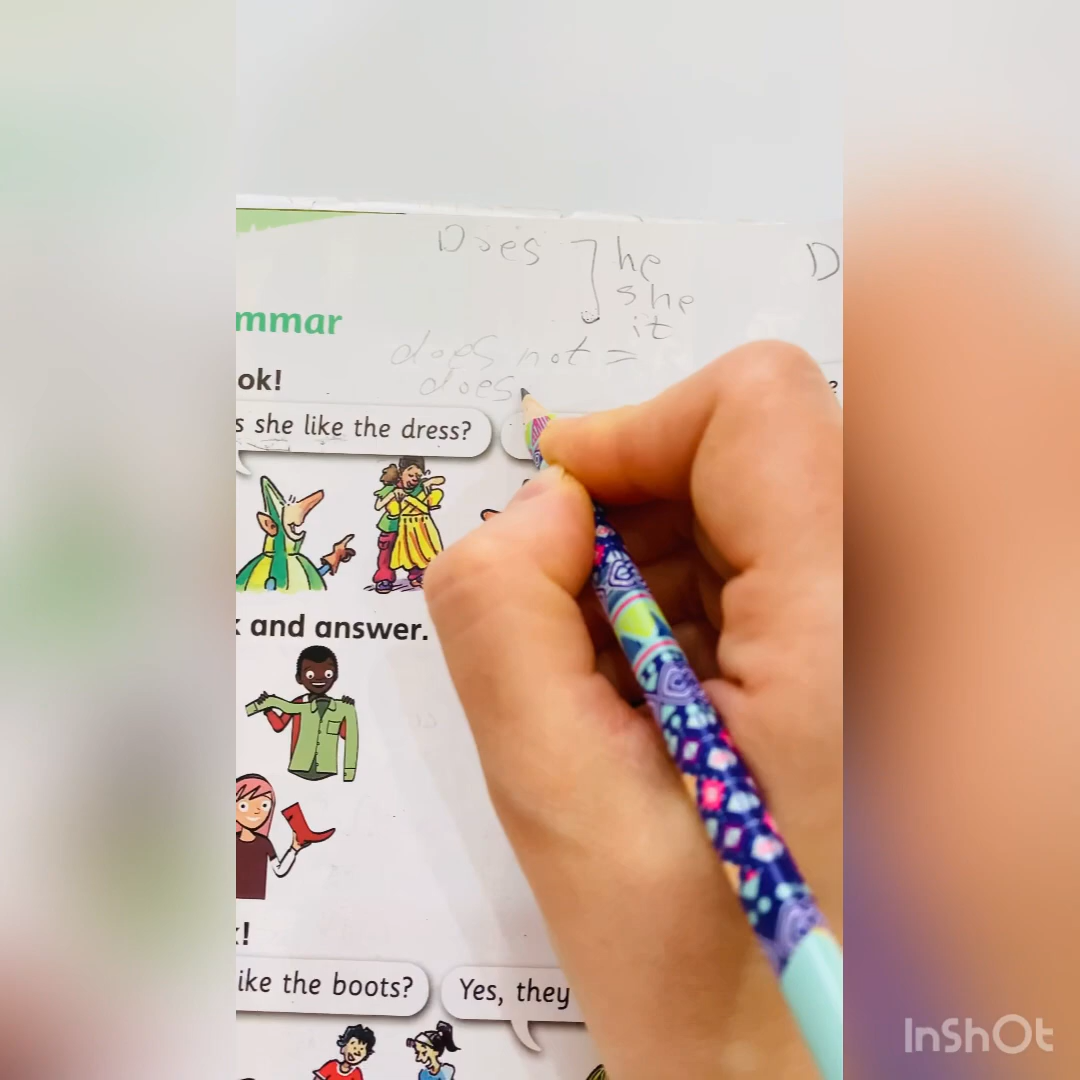 Does ] he
she
it
D
does not =
does
mmar
ok!
s she like the dress?
and answer.
!
ike the boots?
Yes, they
InShOt